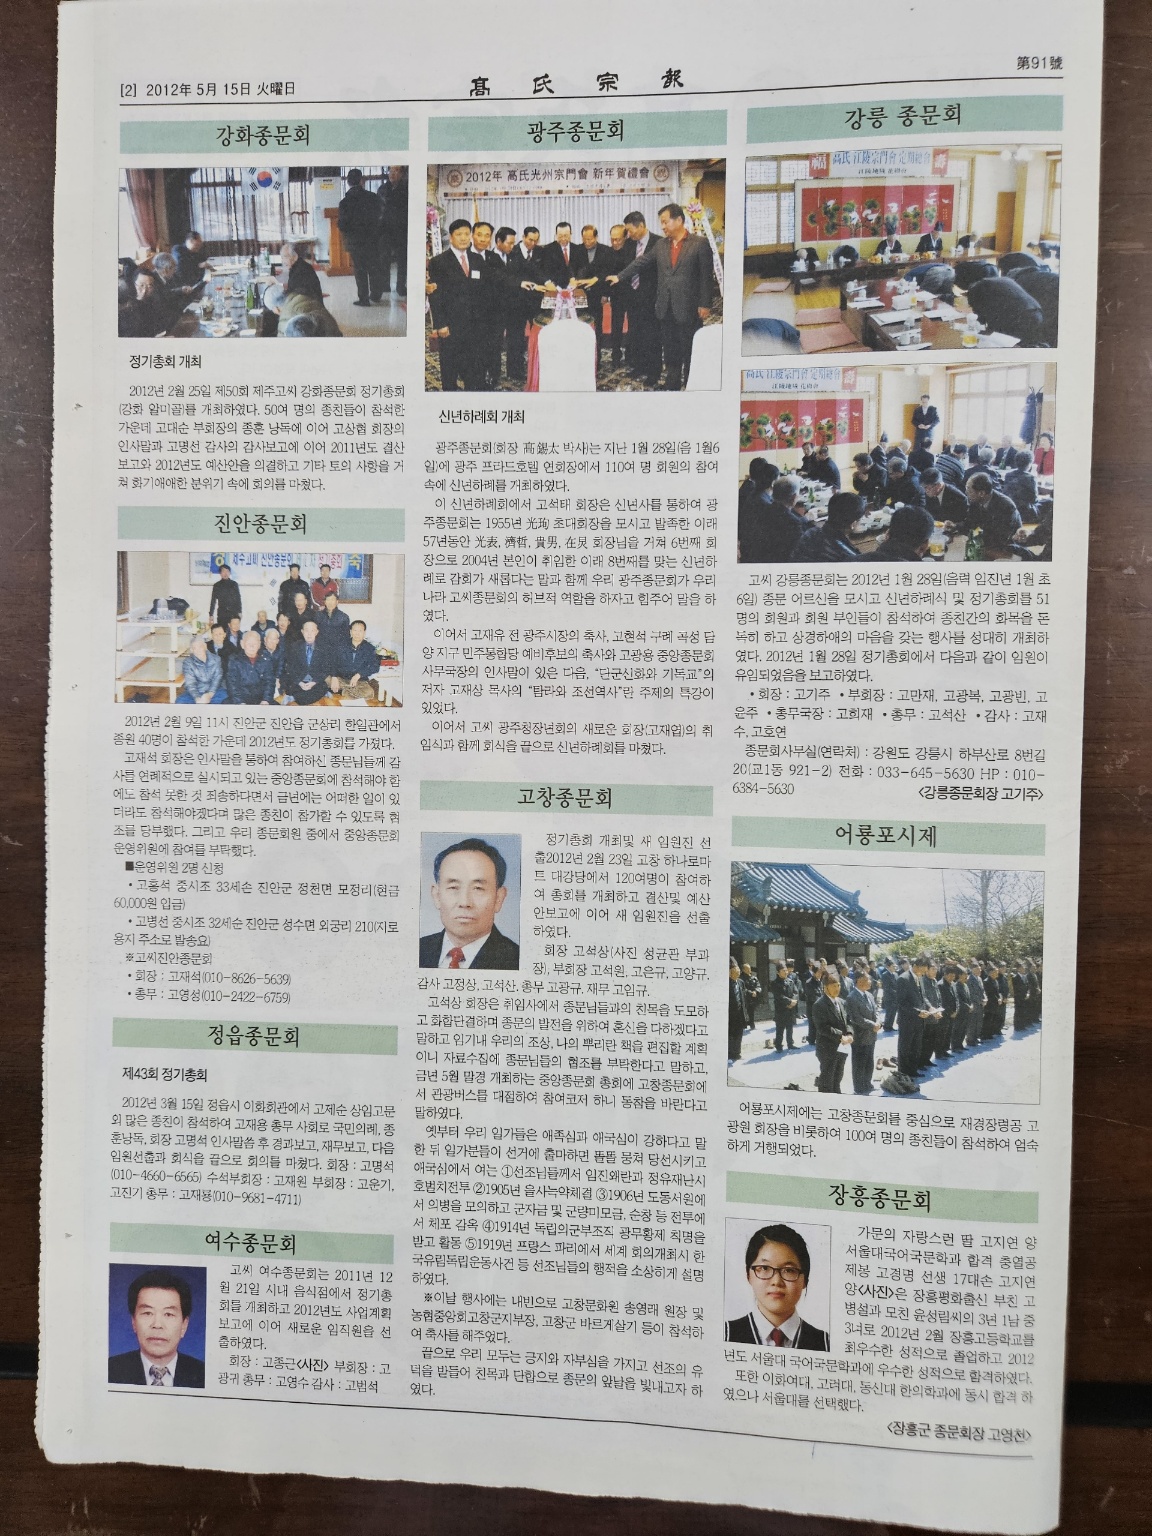 [2] 2012年 5月 15日 火曜日
高氏宗報
第91號
강화종문회
정기총회 개최
2012년 2월 25일 제50회 제주고씨 강화종문회 정기총회
(강화 알미골)를 개최하였다. 50여 명의 종친들이 참석한
가운데 고대순 부회장의 종훈 낭독에 이어 고상협 회장의
인사말과 고명선 감사의 감사보고에 이어 2011년도 결산
보고와 2012년도 예산안을 의결하고 기타 토의 사항을 거
쳐 화기애애한 분위기 속에 회의를 마쳤다.
진안종문회
2012년 2월 9일 11시 진안군 진안읍 군상리 한일관에서
종원 40명이 참석한 가운데 2012년도 정기총회를 가졌다.
고재석 회장은 인사말을 통하여 참여하신 종문님들께 감
사를 연례적으로 실시되고 있는 중앙종문회에 참석해야 함
에도 참석 못한 것 죄송하다면서 금년에는 어떠한 일이 있
더라도 참석해야겠다며 많은 종친이 참가할 수 있도록 협
조를 당부했다. 그리고 우리 종문회원 중에서 중앙종문회
운영위원에 참여를 부탁했다.
■운영위원 2명 신청
• 고홍석 중시조 33세손 진안군 정천면 모정리(현금
60,000원 입금)
• 고병선 중시조 32세순 진안군 성수면 외궁리 210(지로
용지 주소로 발송요)
※고씨진안종문회
• 회장 : 고재석(010-8626-5639)
• 총무 : 고영성(010-2422-6759)
정읍종문회
제43회 정기총회
2012년 3월 15일 정읍시 이화회관에서 고제순 상임고문
외 많은 종친이 참석하여 고재용 총무 사회로 국민의례, 종
훈낭독, 회장 고명석 인사말씀 후 경과보고, 재무보고, 다음
임원선출과 회식을 끝으로 회의를 마쳤다. 회장 : 고명석
(010-4660-6565) 수석부회장 : 고재원 부회장 : 고운기,
고진기 총무 : 고재용(010-9681-4711)
여수종문회
고씨 여수종문회는 2011년 12
월 21일 시내 음식점에서 정기총
회를 개최하고 2012년도 사업계획
보고에 이어 새로운 임직원을 선
출하였다.
회장 : 고종근<사진> 부회장 : 고
광귀 총무 : 고영수 감사 : 고범석
광주종문회
2012年 高氏光州宗門會 新年賀禮會
신년하례회 개최
광주종문회(회장 高錫太 박사)는 지난 1월 28일(음 1월6
일)에 광주 프라도호텔 연회장에서 110여 명 회원의 참여
속에 신년하례를 개최하였다.
이 신년하례회에서 고석태 회장은 신년사를 통하여 광
주종문회는 1955년 光珣 초대회장을 모시고 발족한 이래
57년동안 光表, 濟哲, 貴男, 在炅 회장님을 거쳐 6번째 회
장으로 2004년 본인이 취임한 이래 8번째를 맞는 신년하
례로 감회가 새롭다는 말과 함께 우리 광주종문회가 우리
나라 고씨종문회의 허브적 역할을 하자고 힘주어 말을 하
였다.
이어서 고재유 전 광주시장의 축사, 고현석 구례 곡성 담
양 지구 민주통합당 예비후보의 축사와 고광용 중앙종문회
사무국장의 인사말이 있은 다음, "단군신화와 기독교"의
저자 고재상 목사의 "탐라와 조선역사"란 주제의 특강이
있었다.
이어서 고씨 광주청장년회의 새로운 회장(고재업)의 취
임식과 함께 회식을 끝으로 신년하례회를 마쳤다.
고창종문회
정기총회 개최및 새 임원진 선
출2012년 2월 23일 고창 하나로마
트 대강당에서 120여명이 참여하
여 총회를 개최하고 결산및 예산
안보고에 이어 새 임원진을 선출
하였다.
회장 고석상(사진 성균관 부과
장), 부회장 고석원, 고은규, 고양규,
감사 고정상, 고석산, 총무 고광규, 재무 고임규.
고석상 회장은 취임사에서 종문님들과의 친목을 도모하
고 화합단결하며 종문의 발전을 위하여 혼신을 다하겠다고
말하고 임기내 우리의 조상, 나의 뿌리란 책을 편집할 계획
이니 자료수집에 종문님들의 협조를 부탁한다고 말하고,
금년 5월 말경 개최하는 중앙종문회 총회에 고창종문회에
서 관광버스를 대절하여 참여코저 하니 동참을 바란다고
말하였다.
옛부터 우리 일가들은 애족심과 애국심이 강하다고 말
한 뒤 일가분들이 선거에 출마하면 똘똘 뭉쳐 당선시키고
애국심에서 여는 ①선조님들께서 임진왜란과 정유재난시
호벌치전투 ②1905년 을사늑약체결 ③1906년 도동서원에
서 의병을 모의하고 군자금 및 군량미모금, 순창 등 전투에
서 체포 감옥 ④1914년 독립의군부조직 광무황제 칙명을
받고 활동 ⑤1919년 프랑스 파리에서 세계 회의개최시 한
국유림독립운동사건 등 선조님들의 행적을 소상하게 설명
하였다.
※이날 행사에는 내빈으로 고창문화원 송영래 원장 및
농협중앙회고창군지부장, 고창군 바르게살기 등이 참석하
여 축사를 해주었다.
끝으로 우리 모두는 긍지와 자부심을 가지고 선조의 유
덕을 받들어 친목과 단합으로 종문의 앞날을 빛내고자 하
였다.
강릉 종문회
高氏 江陵宗門會 定期總會
高氏 江陵宗門會 定期總會
고씨 강릉종문회는 2012년 1월 28일(음력 임진년 1월 초
6일) 종문 어르신을 모시고 신년하례식 및 정기총회를 51
명의 회원과 회원 부인들이 참석하여 종친간의 화목을 돈
독히 하고 상경하애의 마음을 갖는 행사를 성대히 개최하
였다. 2012년 1월 28일 정기총회에서 다음과 같이 임원이
유임되었음을 보고하였다.
• 회장 : 고기주 • 부회장 : 고만재, 고광복, 고광빈, 고
윤주 • 총무국장 : 고희재 • 총무 : 고석산 • 감사 : 고재
수, 고호연
종문회사무실(연락처) : 강원도 강릉시 하부산로 8번길
20(교1동 921-2) 전화 : 033-645-5630 HP : 010-
6384-5630
<강릉종문회장 고기주>
어룡포시제
어룡포시제에는 고창종문회를 중심으로 재경장령공 고
광원 회장을 비롯하여 100여 명의 종친들이 참석하여 엄숙
하게 거행되었다.
장흥종문회
가문의 자랑스런 딸 고지연 양
서울대국어국문학과 합격 충열공
제봉 고경명 선생 17대손 고지연
양<사진>은 장흥평화출신 부친 고
병설과 모친 윤성림씨의 3년 1남 중
3녀로 2012년 2월 장흥고등학교를
최우수한 성적으로 졸업하고 2012
년도 서울대 국어국문학과에 우수한 성적으로 합격하였다.
또한 이화여대, 고려대, 동신대 한의학과에 동시 합격 하
였으나 서울대를 선택했다.
<장흥군 종문회장 고영천>